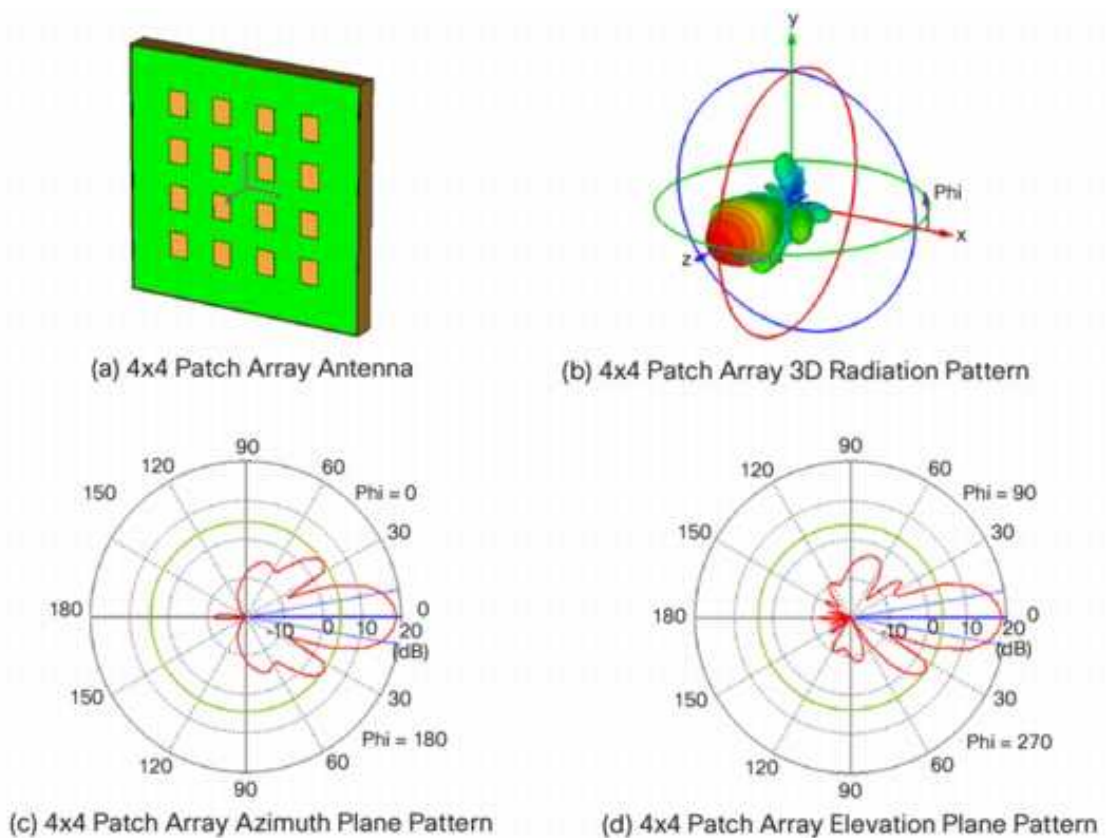 y
Phi
x
z
(a) 4x4 Patch Array Antenna
(b) 4x4 Patch Array 3D Radiation Pattern
90
120
60
150
Phi = 0
30
180
-10
0
10
20
0
(dB)
150
30
Phi = 180
120
60
90
90
120
60
150
Phi = 90
30
180
-10
0
10
20
0
(dB)
150
30
Phi = 270
120
60
90
(c) 4x4 Patch Array Azimuth Plane Pattern
(d) 4x4 Patch Array Elevation Plane Pattern